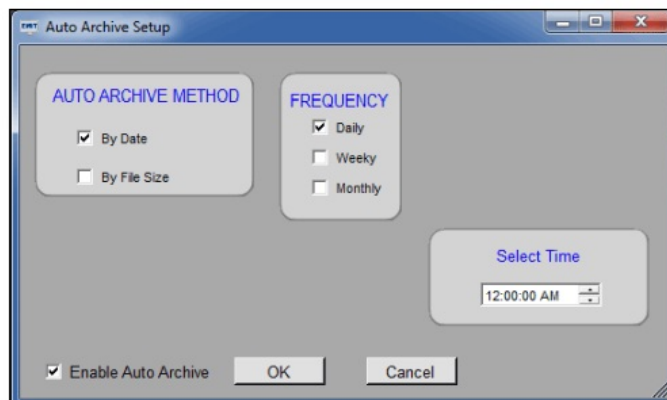 Auto Archive Setup
AUTO ARCHIVE METHOD
By Date
By File Size
FREQUENCY
Daily
Weeky
Monthly
Select Time
12:00:00 AM
Enable Auto Archive
OK
Cancel